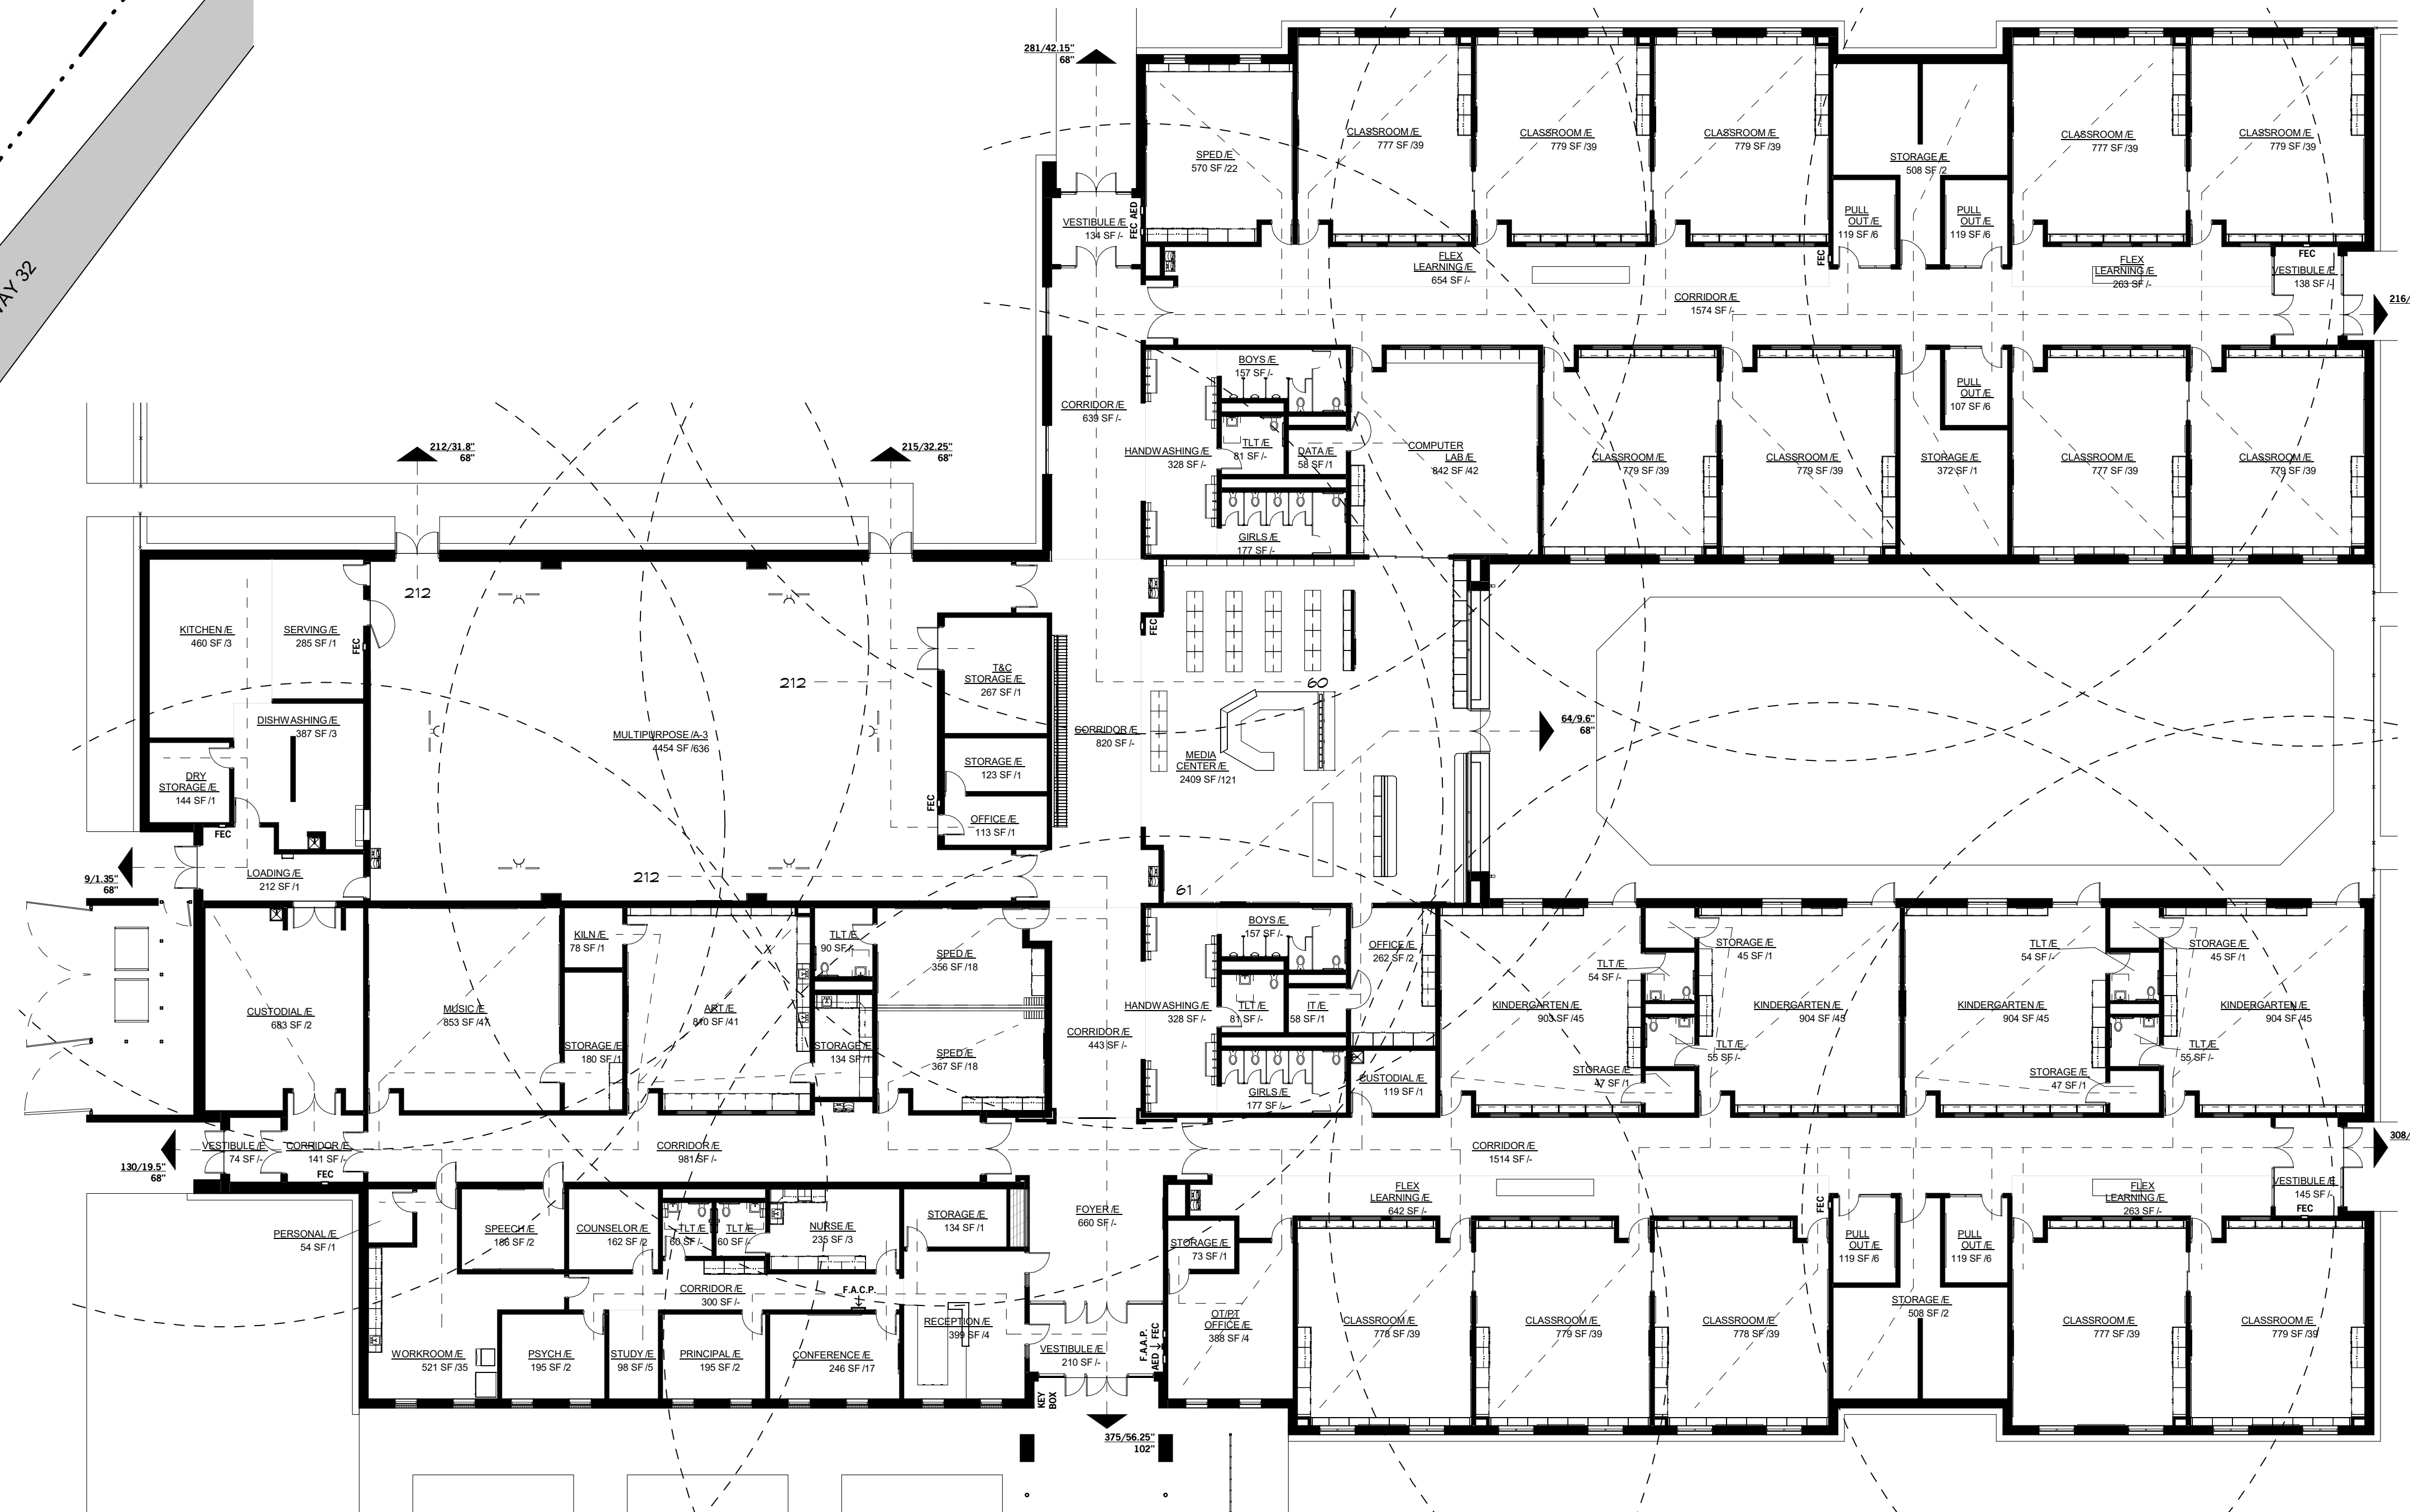 WAY 32
281/42.15"
68"
SPED /E
570 SF /22
CLASSROOM /E
777 SF /39
CLASSROOM /E
779 SF /39
CLASSROOM /E
779 SF /39
STORAGE /E
508 SF /2
CLASSROOM /E
777 SF /39
CLASSROOM /E
779 SF /39
VESTIBULE /E
134 SF /-
FEC AED
PULL
OUT /E
119 SF /6
PULL
OUT /E
119 SF /6
FEC
FLEX
LEARNING /E
654 SF /-
FLEX
LEARNING /E
263 SF /-
FEC
VESTIBULE /E
138 SF /-
CORRIDOR /E
1574 SF /-
216/
BOYS /E
157 SF /-
CORRIDOR /E
639 SF /-
HANDWASHING /E
328 SF /-
TLT /E
81 SF /-
DATA /E
58 SF /1
COMPUTER
LAB /E
842 SF /42
CLASSROOM /E
779 SF /39
CLASSROOM /E
779 SF /39
PULL
OUT /E
107 SF /6
STORAGE /E
372 SF /1
CLASSROOM /E
777 SF /39
CLASSROOM /E
779 SF /39
GIRLS /E
177 SF /-
212/31.8"
68"
215/32.25"
68"
212
KITCHEN /E
460 SF /3
SERVING /E
285 SF /1
FEC
DISHWASHING /E
387 SF /3
DRY
STORAGE /E
144 SF /1
FEC
LOADING /E
212 SF /1
9/1.35"
68"
MULTIPURPOSE /A-3
4454 SF /636
212
T&C
STORAGE /E
267 SF /1
STORAGE /E
123 SF /1
FEC
OFFICE /E
113 SF /1
212
CORRIDOR /E
820 SF /-
FEC
60
MEDIA
CENTER /E
2409 SF /121
64/9.6"
68"
61
CUSTODIAL /E
683 SF /2
MUSIC /E
853 SF /47
KILN /E
78 SF /1
STORAGE /E
180 SF /1
ART /E
810 SF /41
TLT /E
90 SF /-
STORAGE /E
134 SF /1
SPED /E
356 SF /18
SPED /E
367 SF /18
CORRIDOR /E
443 SF /-
BOYS /E
157 SF /-
HANDWASHING /E
328 SF /-
TLT /E
81 SF /-
IT /E
58 SF /1
GIRLS /E
177 SF /-
OFFICE /E
262 SF /2
CUSTODIAL /E
119 SF /1
KINDERGARTEN /E
903 SF /45
TLT /E
54 SF /-
STORAGE /E
45 SF /1
STORAGE /E
47 SF /1
TLT /E
55 SF /-
KINDERGARTEN /E
904 SF /45
KINDERGARTEN /E
904 SF /45
TLT /E
54 SF /-
STORAGE /E
45 SF /1
STORAGE /E
47 SF /1
TLT /E
55 SF /-
KINDERGARTEN /E
904 SF /45
130/19.5"
68"
VESTIBULE /E
74 SF /-
CORRIDOR /E
141 SF /-
FEC
CORRIDOR /E
981 SF /-
CORRIDOR /E
1514 SF /-
308/
FLEX
LEARNING /E
642 SF /-
FEC
FLEX
LEARNING /E
263 SF /-
VESTIBULE /E
145 SF /-
FEC
PERSONAL /E
54 SF /1
SPEECH /E
186 SF /2
COUNSELOR /E
162 SF /2
TLT /E
60 SF /-
TLT /E
60 SF /-
NURSE /E
235 SF /3
STORAGE /E
134 SF /1
FOYER /E
660 SF /-
STORAGE /E
73 SF /1
PULL
OUT /E
119 SF /6
PULL
OUT /E
119 SF /6
CORRIDOR /E
300 SF /-
F.A.C.P.
RECEPTION /E
399 SF /4
WORKROOM /E
521 SF /35
PSYCH /E
195 SF /2
STUDY /E
98 SF /5
PRINCIPAL /E
195 SF /2
CONFERENCE /E
246 SF /17
VESTIBULE /E
210 SF /-
F.A.A.P.
AED
FEC
KEY
BOX
OT/PT
OFFICE /E
388 SF /4
CLASSROOM /E
778 SF /39
CLASSROOM /E
779 SF /39
CLASSROOM /E
778 SF /39
STORAGE /E
508 SF /2
CLASSROOM /E
777 SF /39
CLASSROOM /E
779 SF /39
375/56.25"
102"